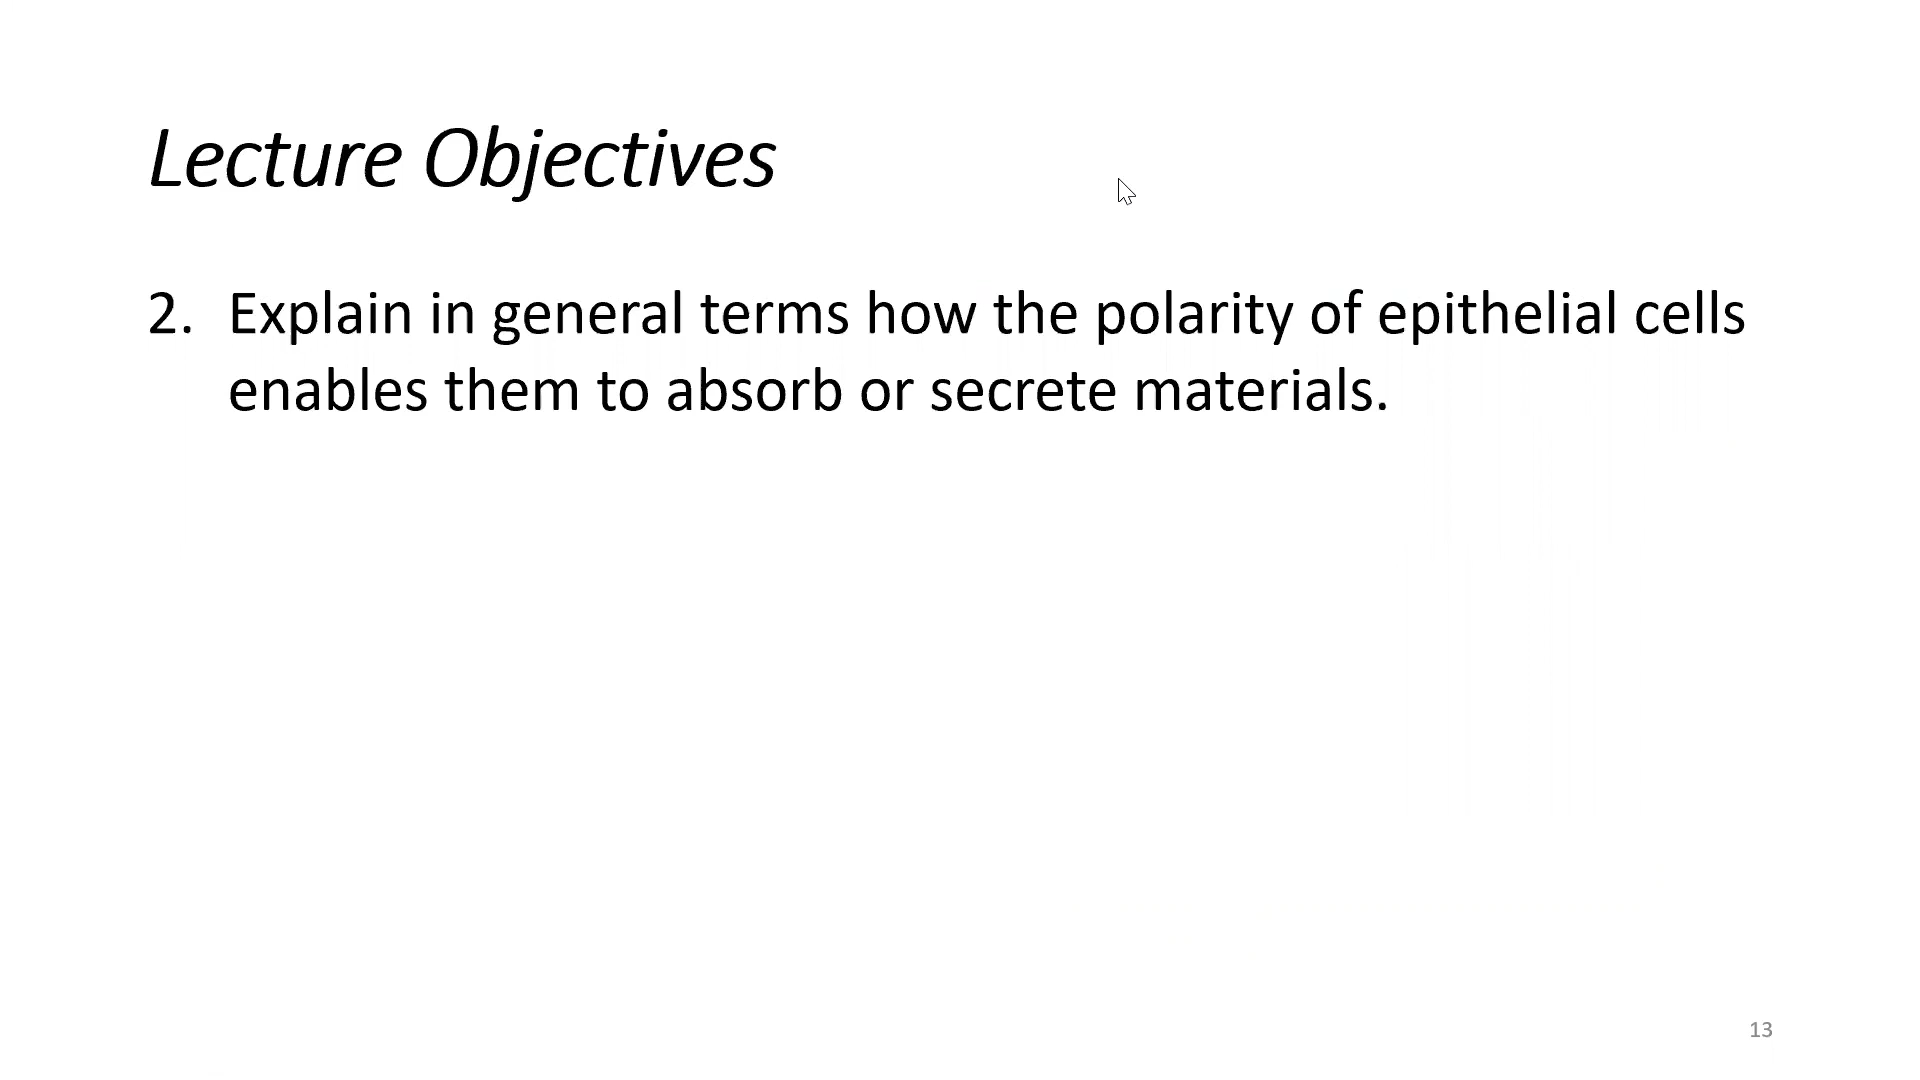 Lecture Objectives
2. Explain in general terms how the polarity of epithelial cells
enables them to absorb or secrete materials.
13